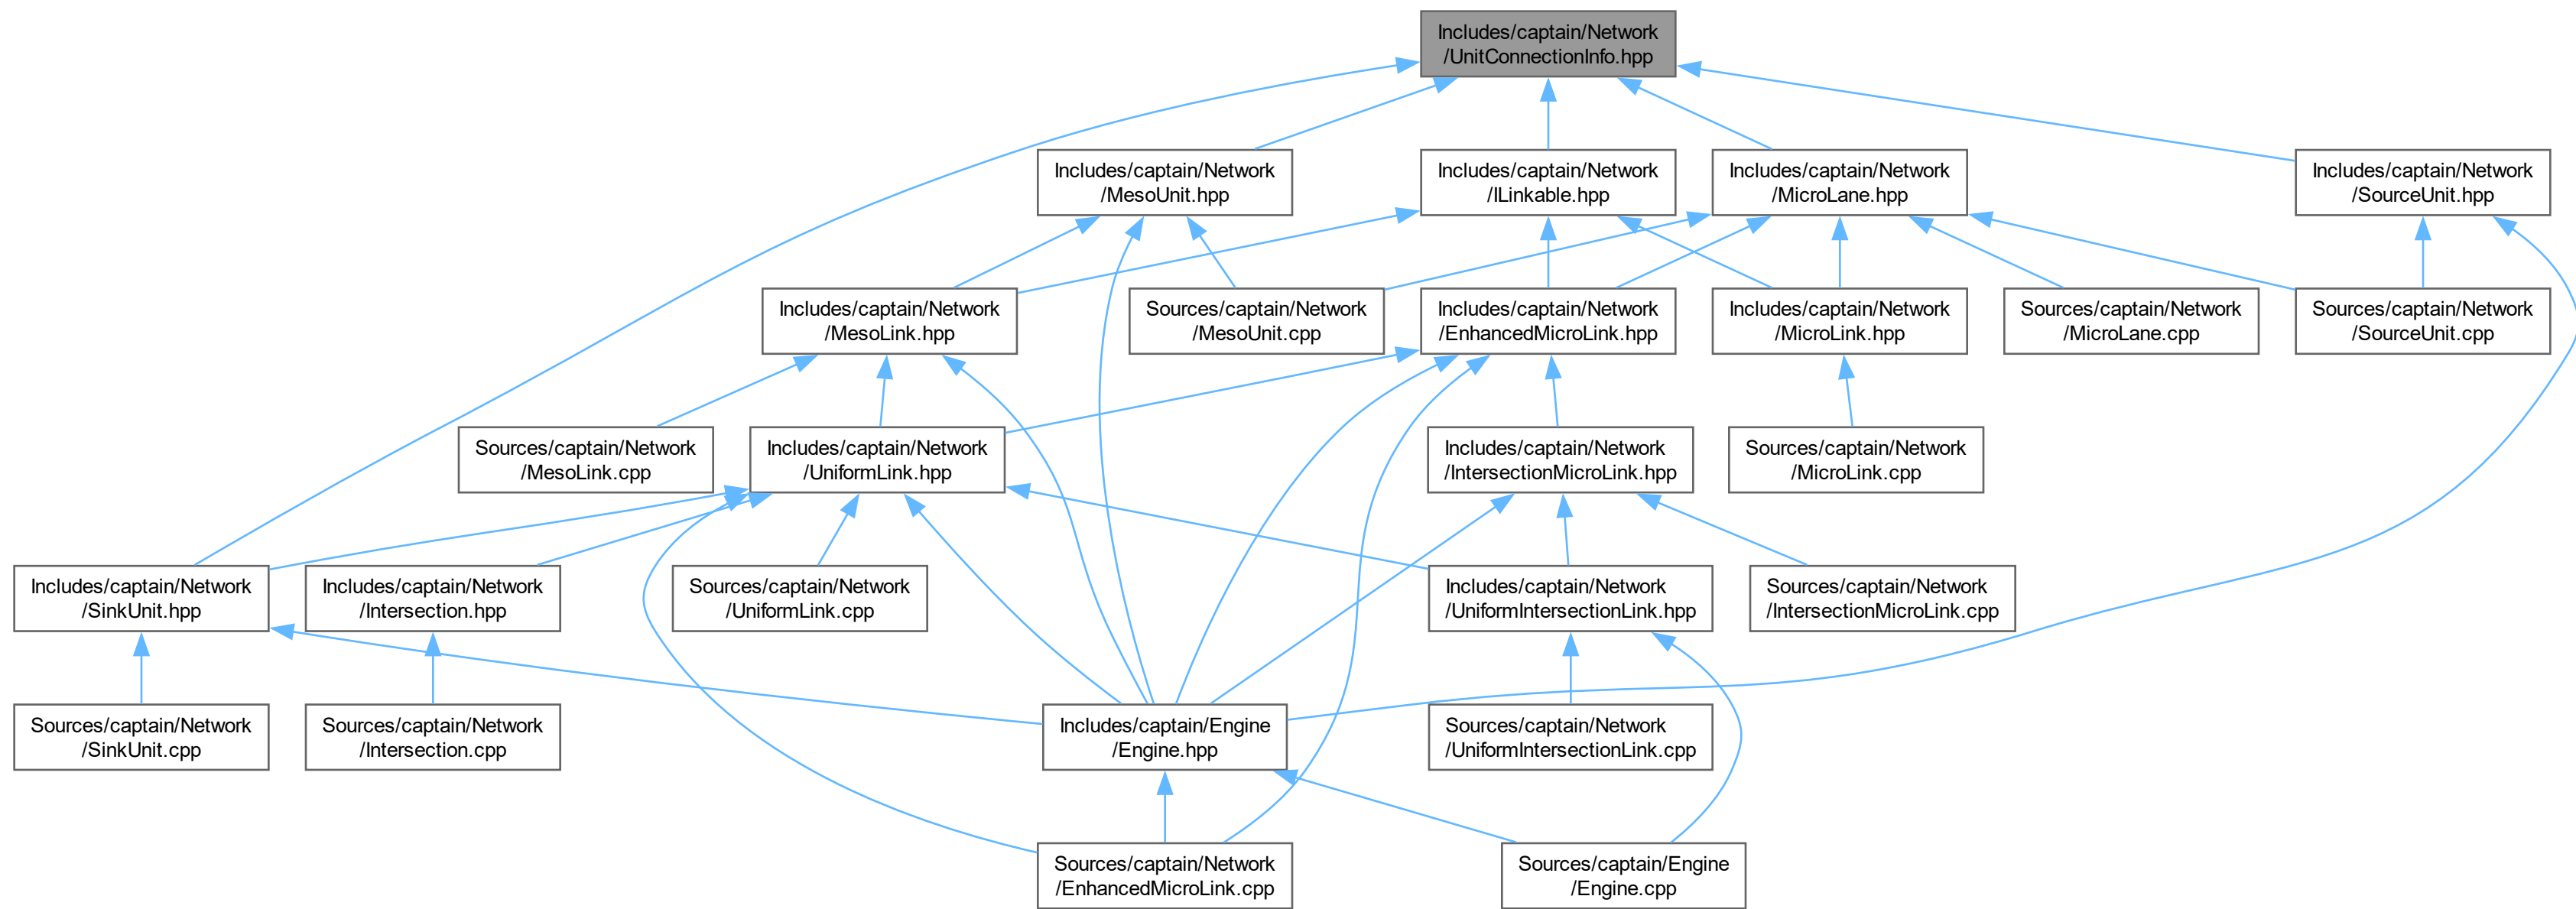 Includes/captain/Network
/UnitConnectionInfo.hpp
Includes/captain/Network
/MesoUnit.hpp
Includes/captain/Network
/ILinkable.hpp
Includes/captain/Network
/MicroLane.hpp
Includes/captain/Network
/SourceUnit.hpp
Includes/captain/Network
/MesoLink.hpp
Sources/captain/Network
/MesoUnit.cpp
Includes/captain/Network
/EnhancedMicroLink.hpp
Includes/captain/Network
/MicroLink.hpp
Sources/captain/Network
/MicroLane.cpp
Sources/captain/Network
/SourceUnit.cpp
Sources/captain/Network
/MesoLink.cpp
Includes/captain/Network
/UniformLink.hpp
Includes/captain/Network
/IntersectionMicroLink.hpp
Sources/captain/Network
/MicroLink.cpp
Includes/captain/Network
/SinkUnit.hpp
Includes/captain/Network
/Intersection.hpp
Sources/captain/Network
/UniformLink.cpp
Includes/captain/Network
/UniformIntersectionLink.hpp
Sources/captain/Network
/IntersectionMicroLink.cpp
Sources/captain/Network
/SinkUnit.cpp
Sources/captain/Network
/Intersection.cpp
Includes/captain/Engine
/Engine.hpp
Sources/captain/Network
/UniformIntersectionLink.cpp
Sources/captain/Network
/EnhancedMicroLink.cpp
Sources/captain/Engine
/Engine.cpp